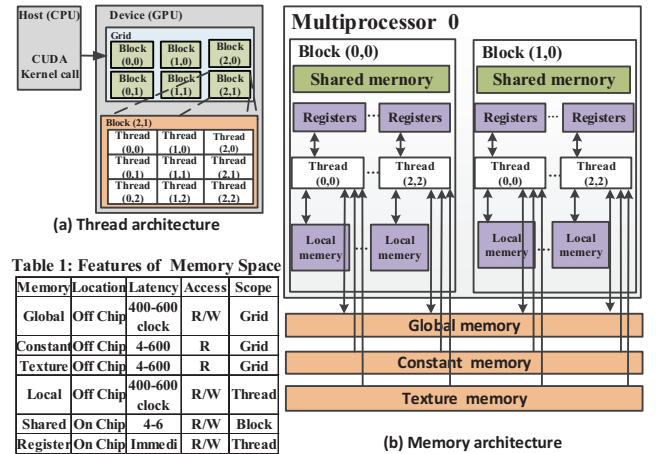 Host (CPU)
CUDA
Kernel call
Device (GPU)
Grid
Block
(0,0)
Block
(1,0)
Block
(2,0)
Block
(0,1)
Block
(1,1)
Block
(2,1)
Block (2,1)
Thread
(0,0)
Thread
(1,0)
Thread
(2,0)
Thread
(0,1)
Thread
(1,1)
Thread
(2,1)
Thread
(0,2)
Thread
(1,2)
Thread
(2,2)
(a) Thread architecture
Table 1: Features of Memory Space
Memory Location Latency Access Scope
Global Off Chip 400-600 clock R/W Grid
Constant Off Chip 4-600 R Grid
Texture Off Chip 4-600 R Grid
Local Off Chip 400-600 clock R/W Thread
Shared On Chip 4-6 R/W Block
Register On Chip Immedi R/W Thread
Multiprocessor 0
Block (0,0)
Shared mernory
Registers ... Registers
Thread
(0,0)
...
Thread
(2,2)
Local
memory
...
Local
memory
Block (1,0)
Shared mernory
Registers ... Registers
Thread
(0,0)
...
Thread
(2,2)
Local
memory
...
Local
memory
Global memory
Constant memory
Texture memory
(b) Memory architecture